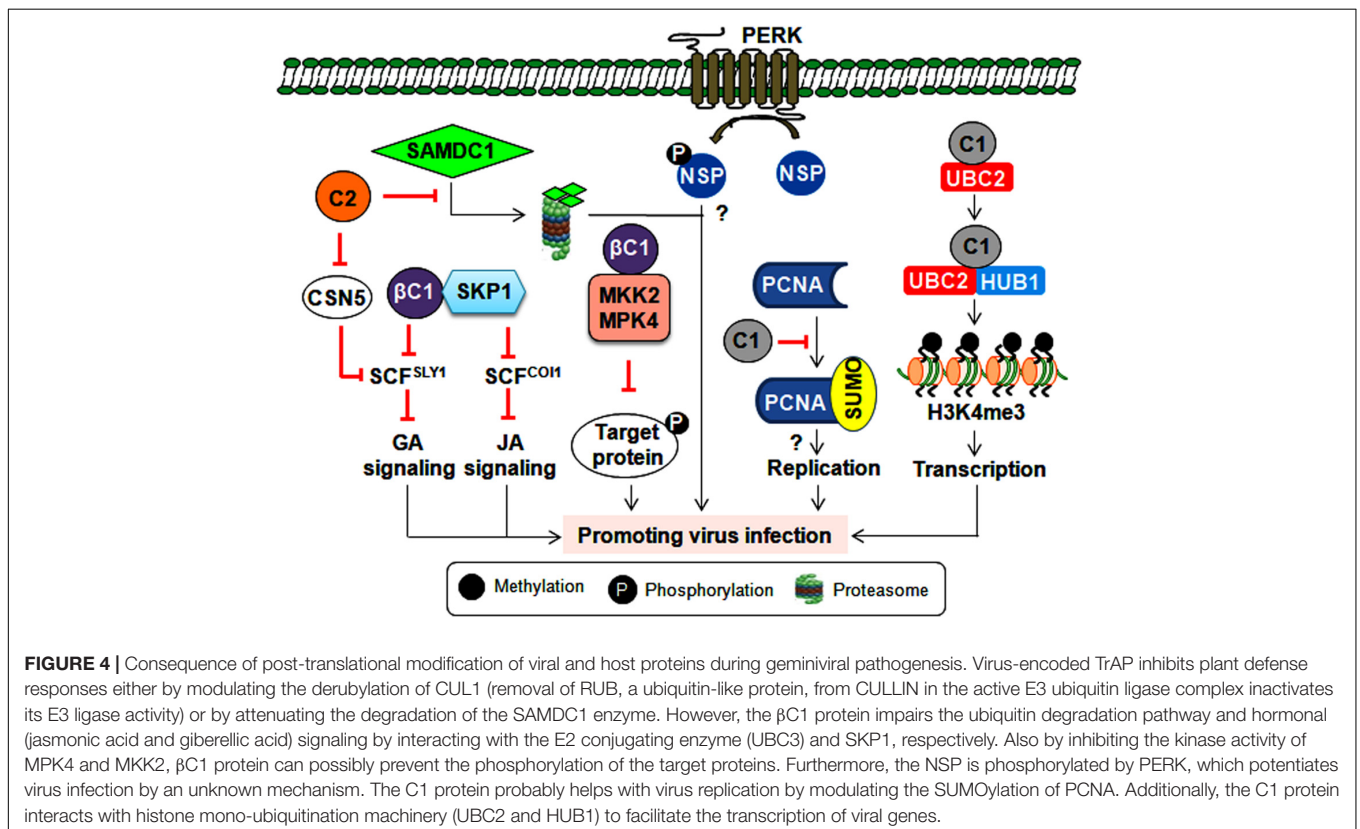 PERK
C1
SAMDC1
P
NSP
NSP
UBC2
C2
?
βC1
C1
CSN5
βC1
SKP1
MKK2
MPK4
PCNA
UBC2
HUB1
C1
SCF^SLY1
SCF^COI1
PCNA
SUMO
H3K4me3
P
Target
protein
?
GA
signaling
JA
signaling
Replication
Transcription
Promoting virus infection
Methylation
P
Phosphorylation
Proteasome
FIGURE 4 | Consequence of post-translational modification of viral and host proteins during geminiviral pathogenesis. Virus-encoded TrAP inhibits plant defense
responses either by modulating the derubylation of CUL1 (removal of RUB, a ubiquitin-like protein, from CULLIN in the active E3 ubiquitin ligase complex inactivates
its E3 ligase activity) or by attenuating the degradation of the SAMDC1 enzyme. However, the βC1 protein impairs the ubiquitin degradation pathway and hormonal
(jasmonic acid and giberellic acid) signaling by interacting with the E2 conjugating enzyme (UBC3) and SKP1, respectively. Also by inhibiting the kinase activity of
MPK4 and MKK2, βC1 protein can possibly prevent the phosphorylation of the target proteins. Furthermore, the NSP is phosphorylated by PERK, which potentiates
virus infection by an unknown mechanism. The C1 protein probably helps with virus replication by modulating the SUMOylation of PCNA. Additionally, the C1 protein
interacts with histone mono-ubiquitination machinery (UBC2 and HUB1) to facilitate the transcription of viral genes.